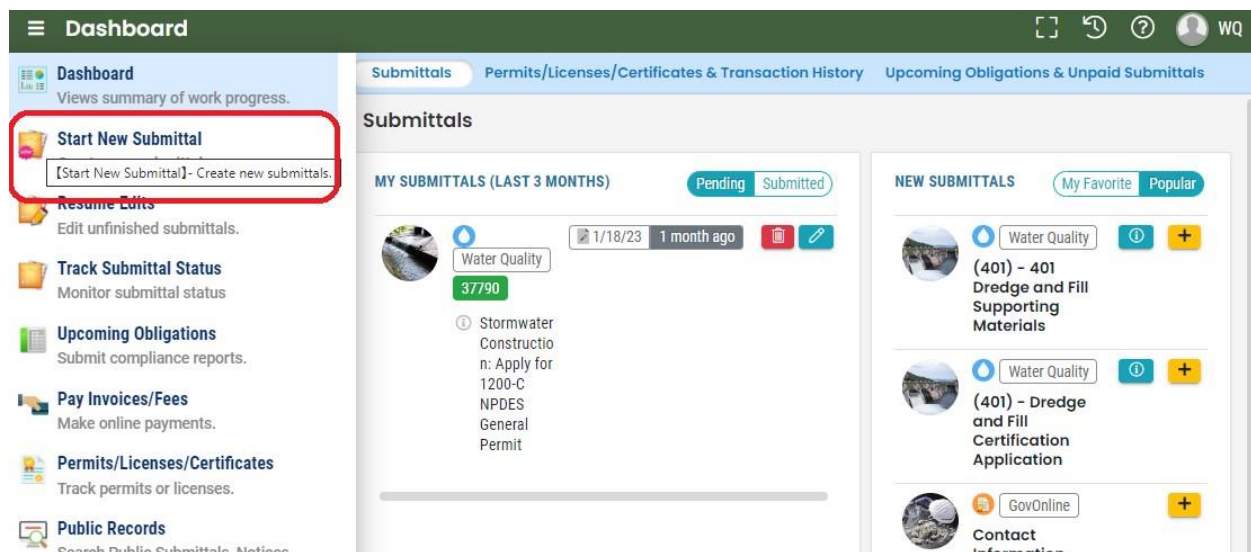 Dashboard
WQ
Dashboard
Views summary of work progress.
Start New Submittal
【Start New Submittal】- Create new submittals.
Resume Edits
Edit unfinished submittals.
Track Submittal Status
Monitor submittal status
Upcoming Obligations
Submit compliance reports.
Pay Invoices/Fees
Make online payments.
Permits/Licenses/Certificates
Track permits or licenses.
Public Records
Search Public Submittals, Notices
Submittals
Permits/Licenses/Certificates & Transaction History
Upcoming Obligations & Unpaid Submittals
Submittals
MY SUBMITTALS (LAST 3 MONTHS)
Pending
Submitted
Water Quality
1/18/23
1 month ago
37790
Stormwater
Constructio
n: Apply for
1200-C
NPDES
General
Permit
NEW SUBMITTALS
My Favorite
Popular
Water Quality
(401) - 401
Dredge and Fill
Supporting
Materials
Water Quality
(401) - Dredge
and Fill
Certification
Application
GovOnline
Contact
Information